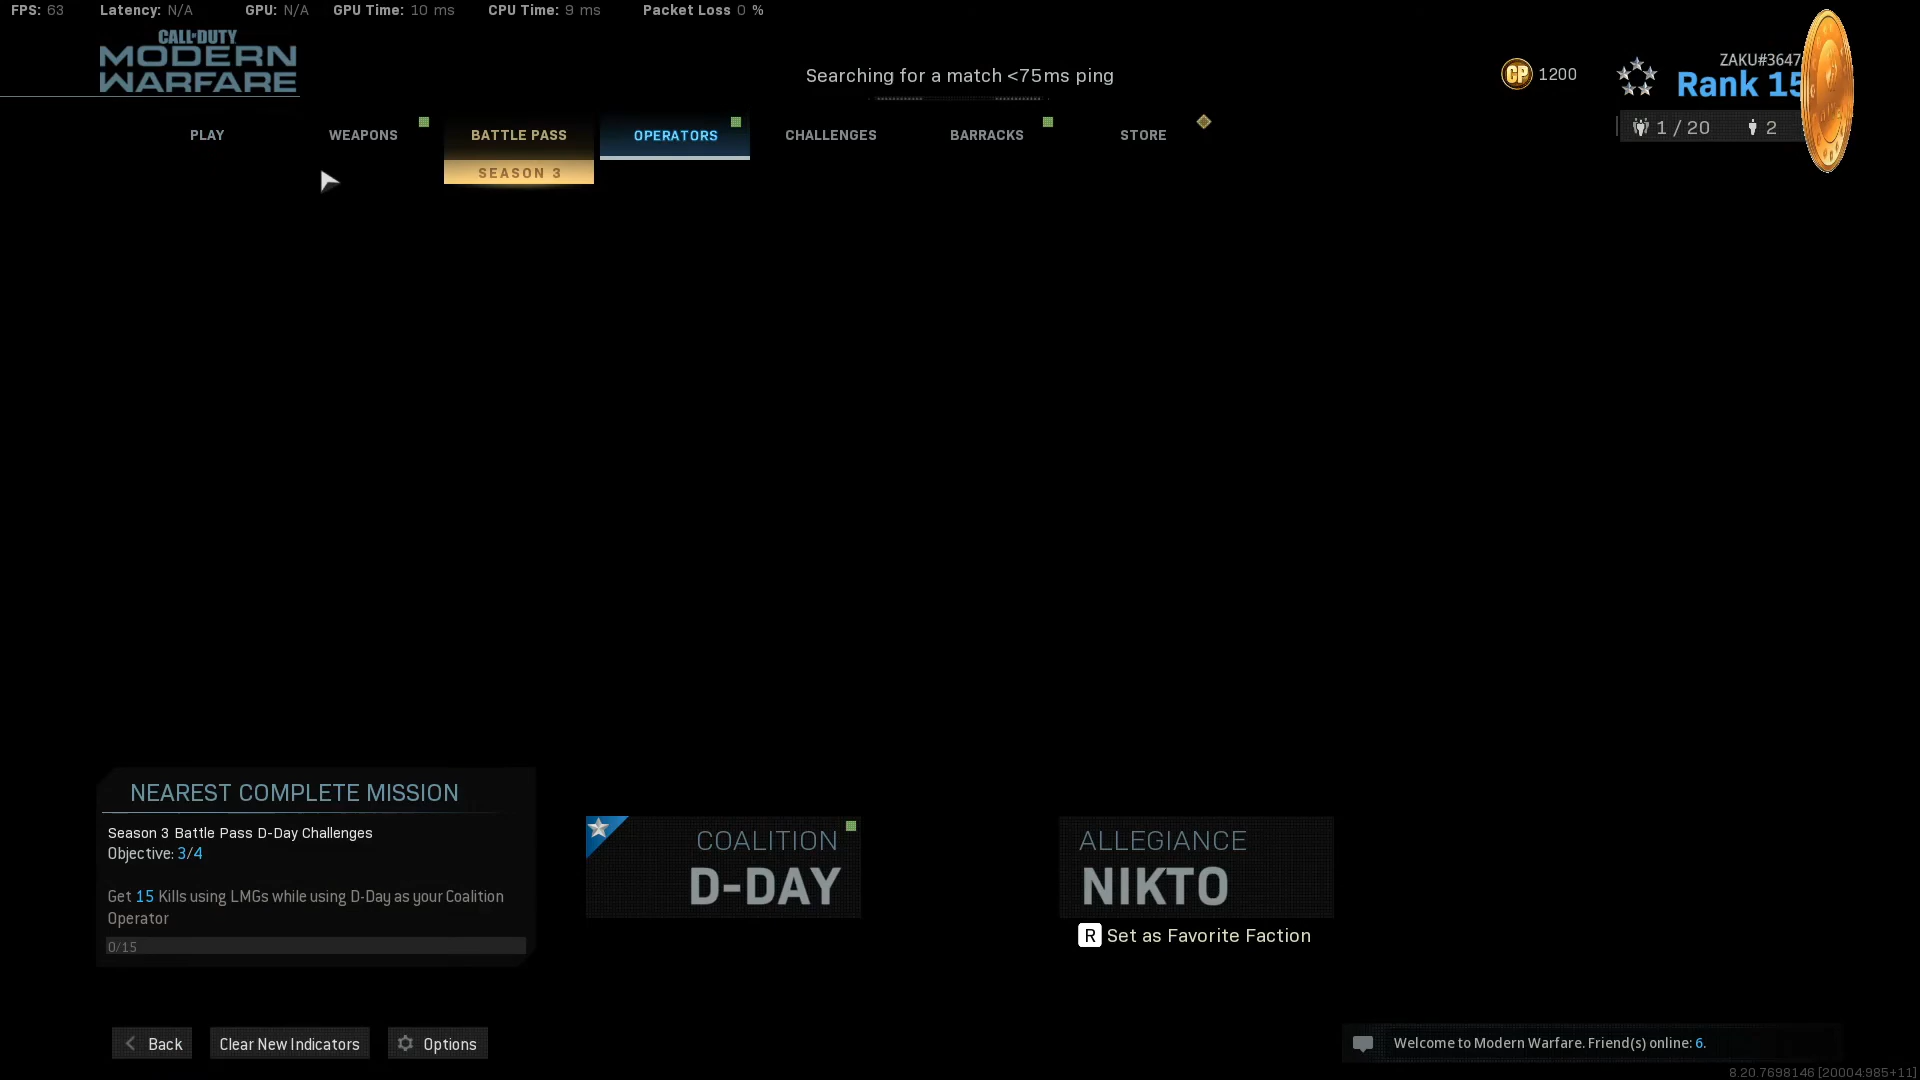 FPS: 63 Latency: N/A GPU: N/A GPU Time: 10 ms CPU Time: 9 ms Packet Loss 0 %
CALL OF DUTY
MODERN
WARFARE
Searching for a match <75ms ping
CP 1200
ZAKU#3647
Rank 15
1 / 20 2
PLAY WEAPONS BATTLE PASS OPERATORS CHALLENGES BARRACKS STORE
SEASON 3
NEAREST COMPLETE MISSION
Season 3 Battle Pass D-Day Challenges
Objective: 3/4
Get 15 Kills using LMGs while using D-Day as your Coalition
Operator
0/15
COALITION
D-DAY
ALLEGIANCE
NIKTO
R Set as Favorite Faction
Back Clear New Indicators Options
Welcome to Modern Warfare. Friend(s) online: 6.
8.20.7698146 [20004:985+11]